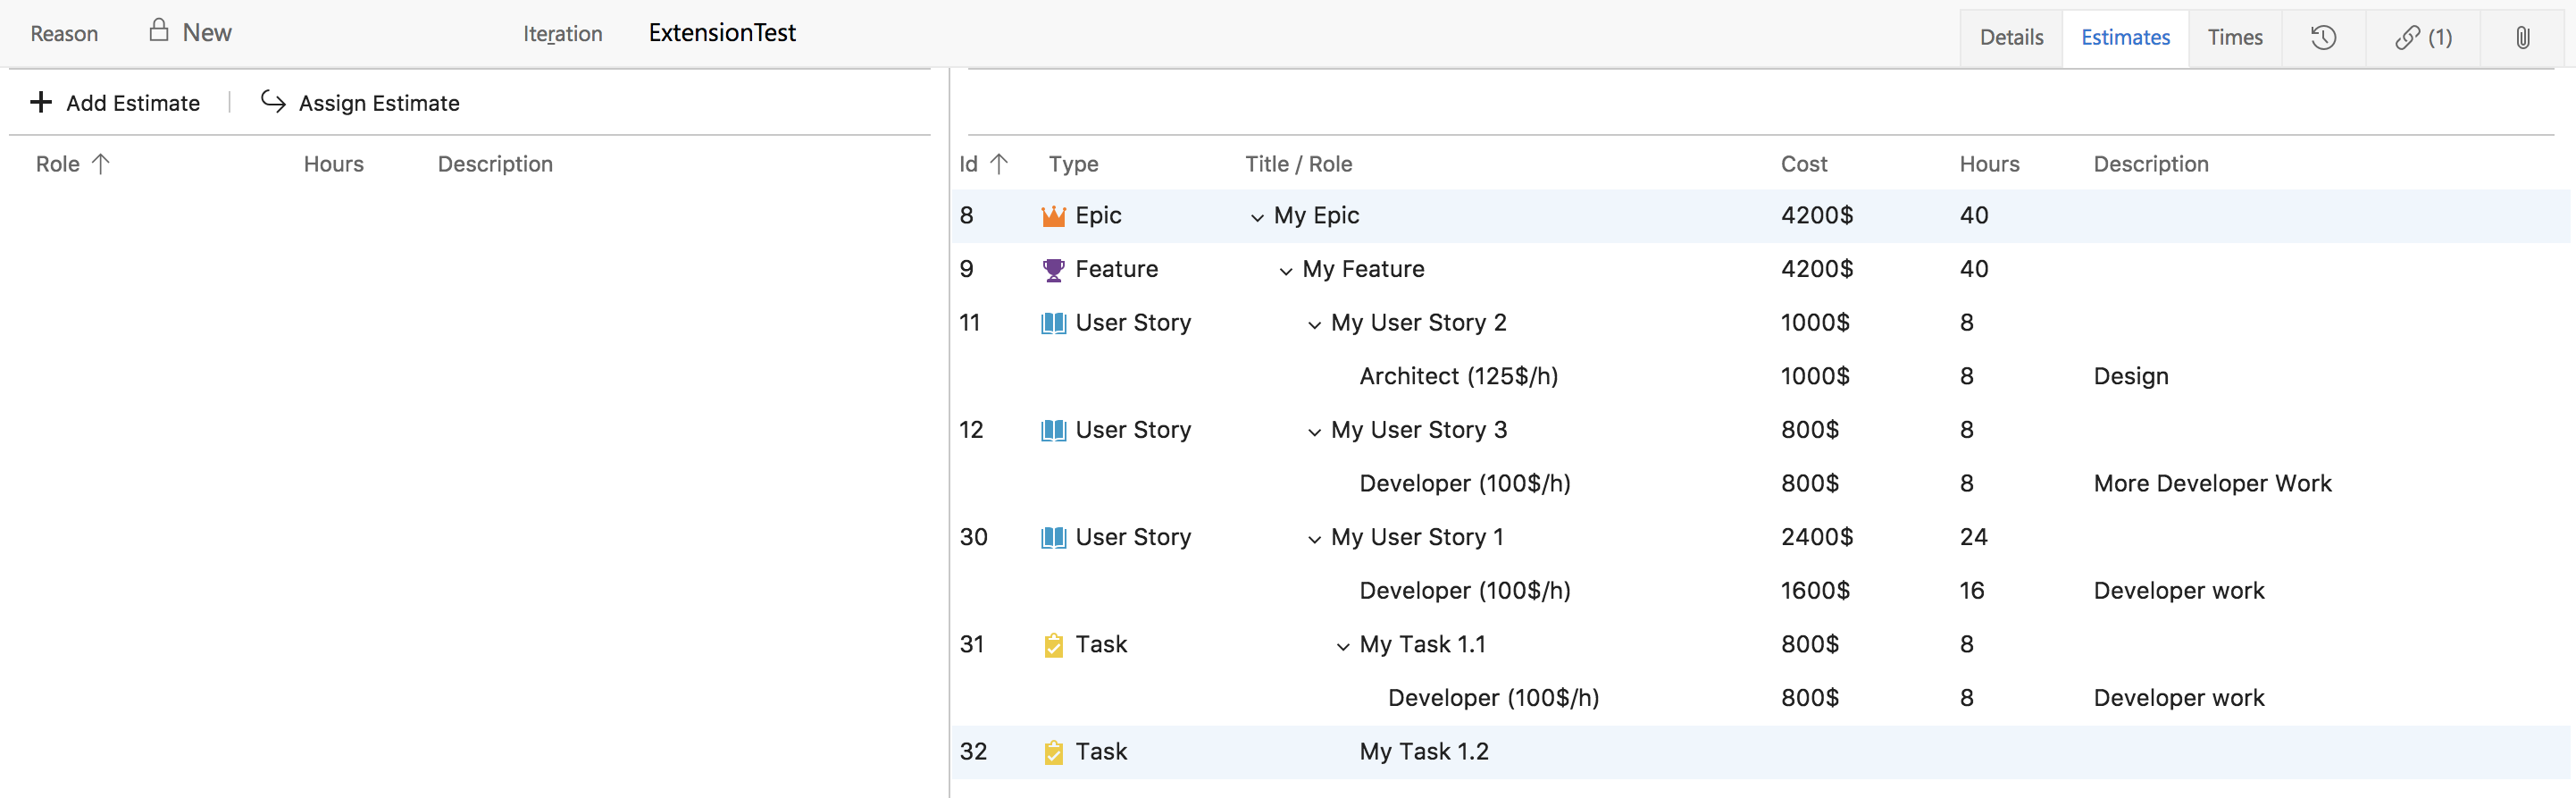 Reason New Iteration ExtensionTest Details Estimates Times (1)
Add Estimate Assign Estimate
Role Hours Description
Id Type Title / Role Cost Hours Description
8 Epic My Epic 4200$ 40
9 Feature My Feature 4200$ 40
11 User Story My User Story 2 1000$ 8
Architect (125$/h) 1000$ 8 Design
12 User Story My User Story 3 800$ 8
Developer (100$/h) 800$ 8 More Developer Work
30 User Story My User Story 1 2400$ 24
Developer (100$/h) 1600$ 16 Developer work
31 Task My Task 1.1 800$ 8
Developer (100$/h) 800$ 8 Developer work
32 Task My Task 1.2